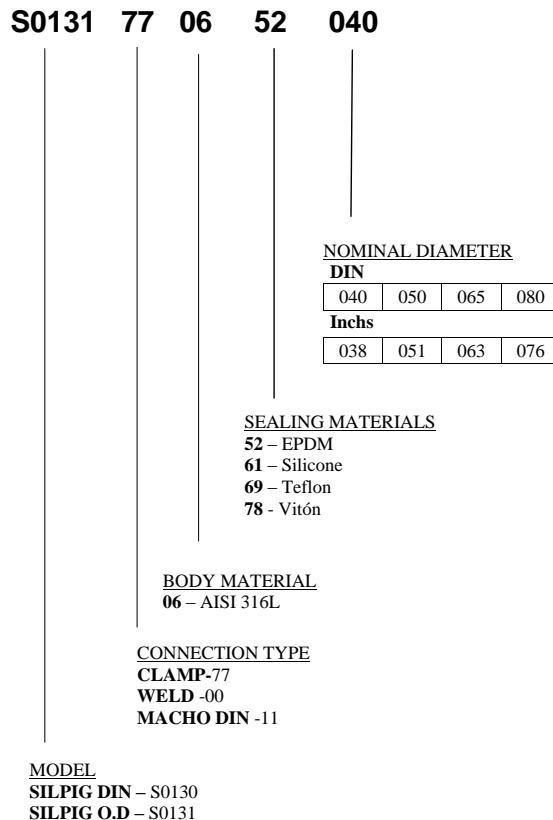 S0131 77 06 52 040
NOMINAL DIAMETER
DIN
040 050 065 080
Inchs
038 051 063 076
SEALING MATERIALS
52 – EPDM
61 – Silicone
69 – Teflon
78 - Vitón
BODY MATERIAL
06 – AISI 316L
CONNECTION TYPE
CLAMP-77
WELD -00
MACHO DIN -11
MODEL
SILPIG DIN – S0130
SILPIG O.D – S0131